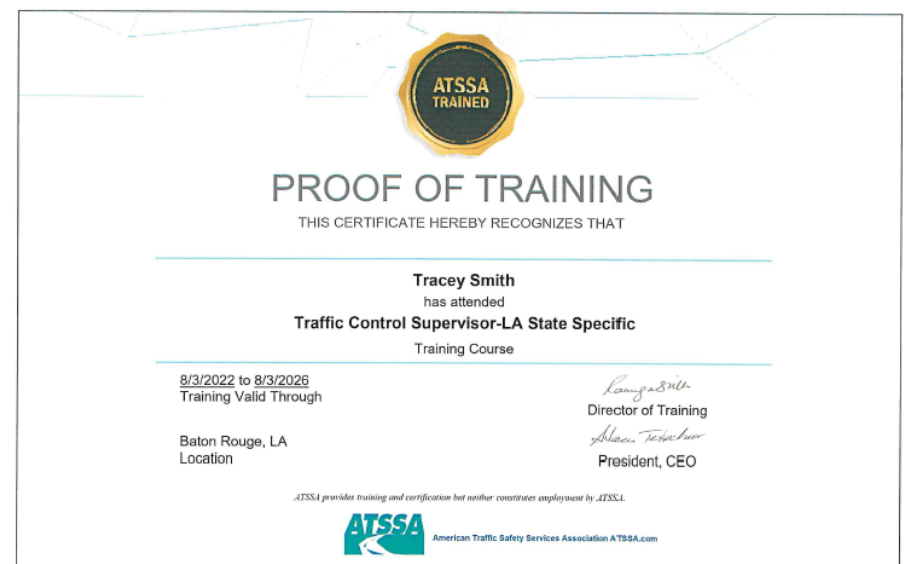 ATSSA
TRAINED
PROOF OF TRAINING
THIS CERTIFICATE HEREBY RECOGNIZES THAT
Tracey Smith
has attended
Traffic Control Supervisor-LA State Specific
Training Course
8/3/2022 to 8/3/2026
Training Valid Through
Director of Training
Baton Rouge, LA
Location
President, CEO
ATSSA provides training and certification but neither constitutes employment by ATSSA.
ATSSA
American Traffic Safety Services Association ATSSA.com